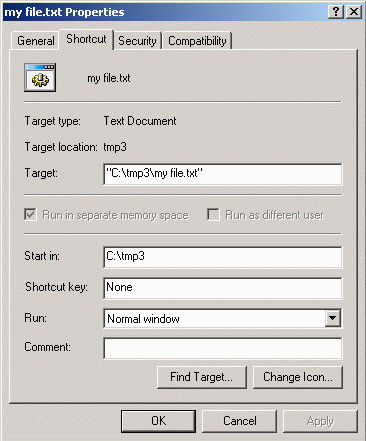 my file.txt Properties
General Shortcut Security Compatibility
my file.txt
Target type: Text Document
Target location: tmp3
Target: "C:\tmp3\my file.txt"
Run in separate memory space Run as different user
Start in: C:\tmp3
Shortcut key: None
Run: Normal window
Comment:
Find Target... Change Icon...
OK Cancel Apply